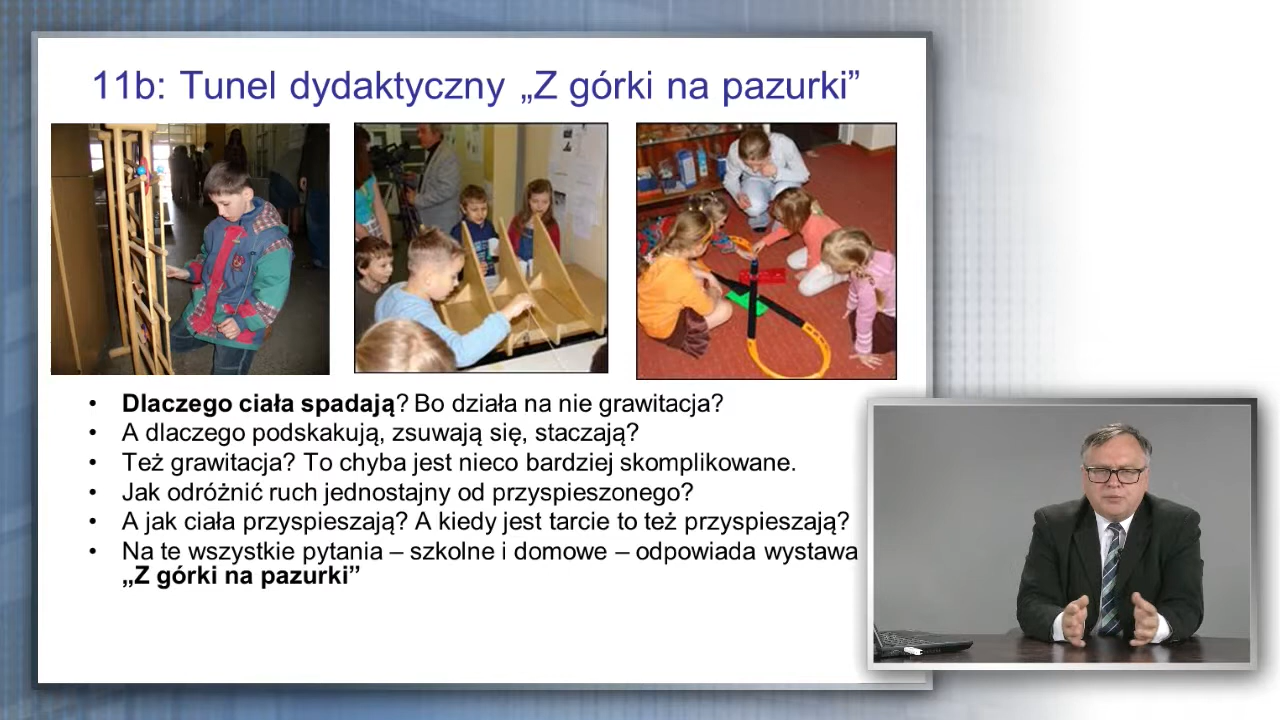 11b: Tunel dydaktyczny „Z górki na pazurki”
• Dlaczego ciała spadają? Bo działa na nie grawitacja?
• A dlaczego podskakują, zsuwają się, staczają?
• Też grawitacja? To chyba jest nieco bardziej skomplikowane.
• Jak odróżnić ruch jednostajny od przyspieszonego?
• A jak ciała przyspieszają? A kiedy jest tarcie to też przyspieszają?
• Na te wszystkie pytania – szkolne i domowe – odpowiada wystawa
„Z górki na pazurki”